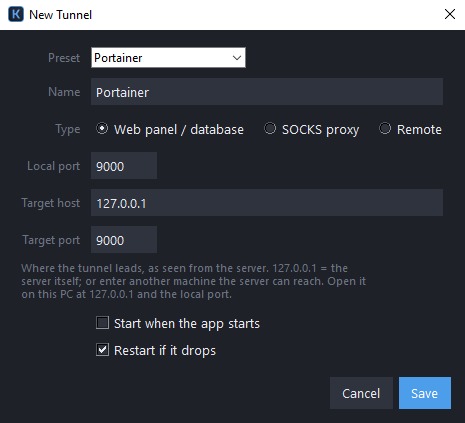 K New Tunnel
Preset Portainer
Name Portainer
Type Web panel / database SOCKS proxy Remote
Local port 9000
Target host 127.0.0.1
Target port 9000
Where the tunnel leads, as seen from the server. 127.0.0.1 = the
server itself; or enter another machine the server can reach. Open it
on this PC at 127.0.0.1 and the local port.
Start when the app starts
Restart if it drops
Cancel Save